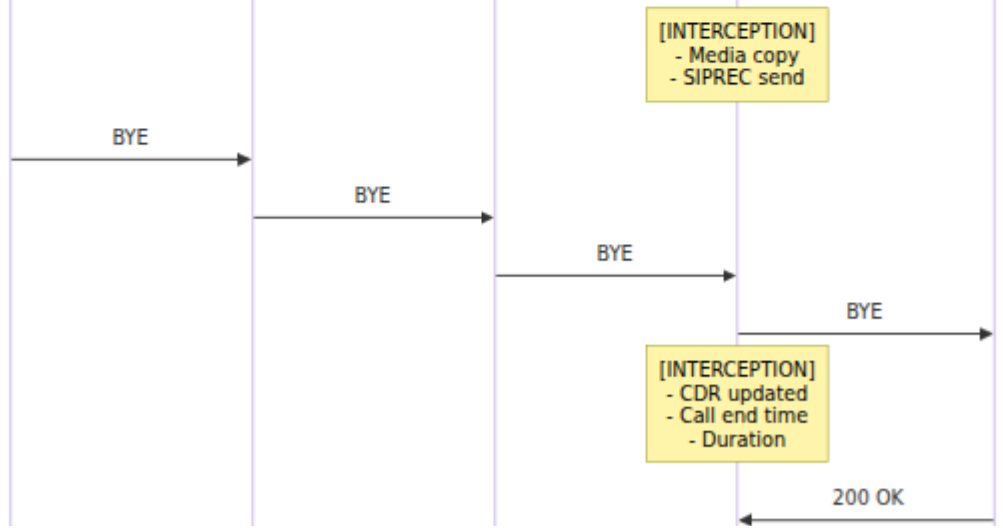 [INTERCEPTION]
- Media copy
- SIPREC send
BYE
BYE
BYE
BYE
[INTERCEPTION]
- CDR updated
- Call end time
- Duration
200 OK